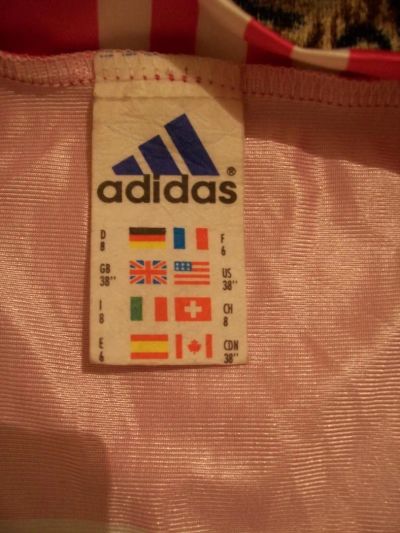 adidas®
D 8 F 6
GB 38" US 38"
I 8 CH 8
E 6 CDN 38"